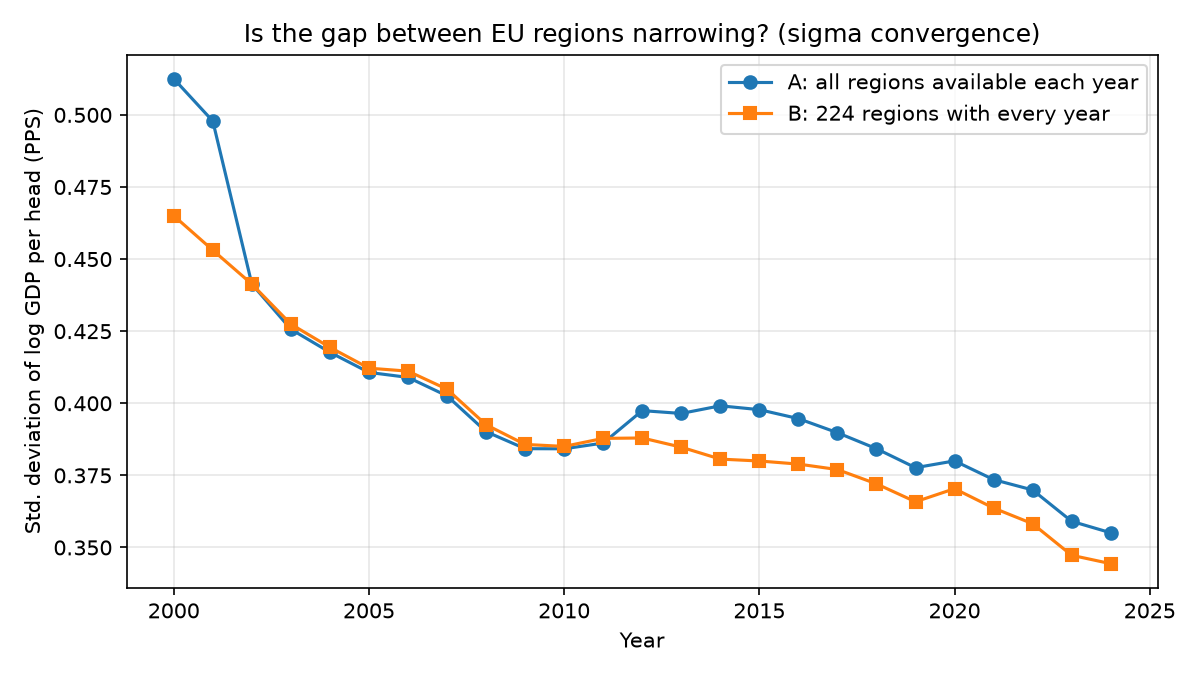 Is the gap between EU regions narrowing? (sigma convergence)
A: all regions available each year
B: 224 regions with every year
Std. deviation of log GDP per head (PPS)
0.500
0.475
0.450
0.425
0.400
0.375
0.350
2000 2005 2010 2015 2020 2025
Year